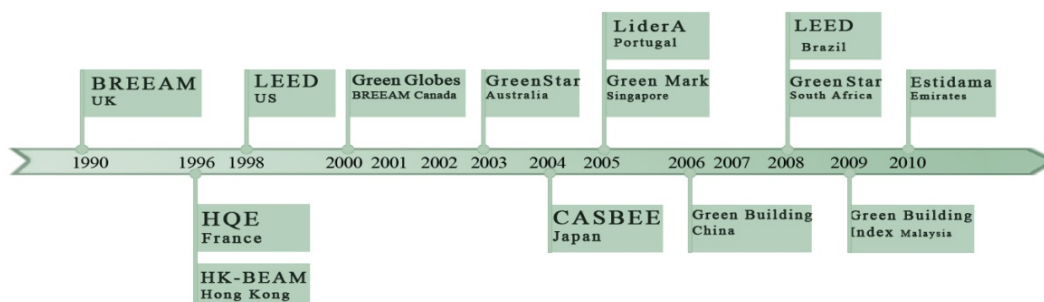 LiderA
Portugal
LEED
Brazil
BREEAM
UK
LEED
US
Green Globes
BREEAM Canada
GreenStar
Australia
Green Mark
Singapore
Green Star
South Africa
Estidama
Emirates
1990 1996 1998 2000 2001 2002 2003 2004 2005 2006 2007 2008 2009 2010
HQE
France
CASBEE
Japan
Green Building
China
Green Building
Index Malaysia
HK-BEAM
Hong Kong